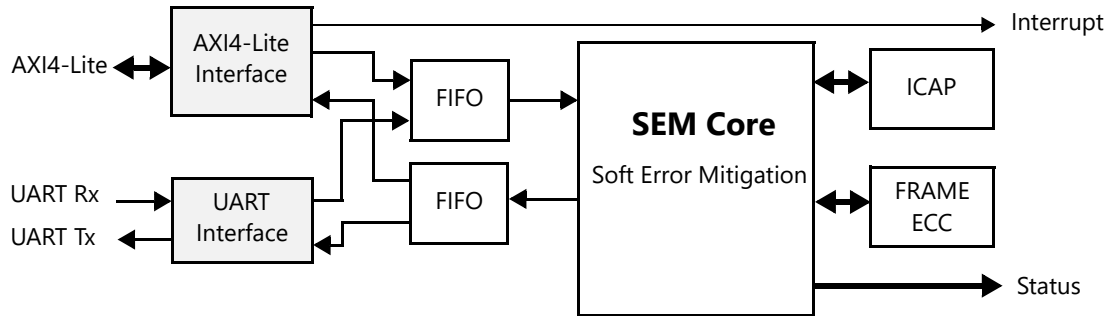 Interrupt
AXI4-Lite
AXI4-Lite
Interface
FIFO
SEM Core
Soft Error Mitigation
ICAP
UART Rx
UART Tx
UART
Interface
FIFO
FRAME
ECC
Status